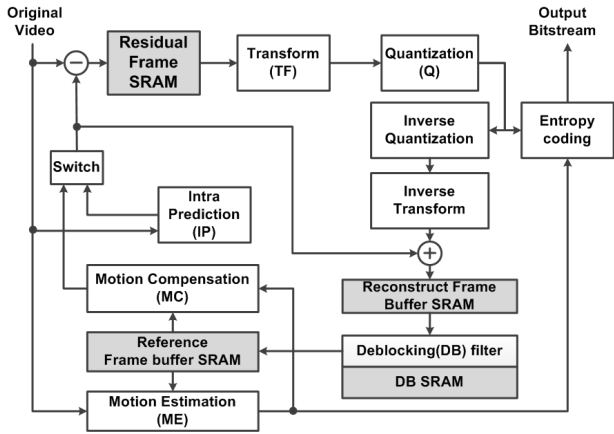 Original
Video
Output
Bitstream
Residual
Frame
SRAM
Transform
(TF)
Quantization
(Q)
Inverse
Quantization
Entropy
coding
Switch
Intra
Prediction
(IP)
Inverse
Transform
Motion Compensation
(MC)
Reconstruct Frame
Buffer SRAM
Reference
Frame buffer SRAM
Deblocking(DB) filter
DB SRAM
Motion Estimation
(ME)